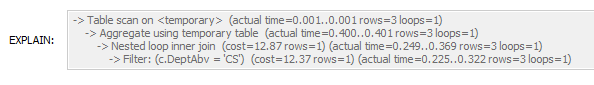 EXPLAIN:
-> Table scan on <temporary>  (actual time=0.001..0.001 rows=3 loops=1)
-> Aggregate using temporary table  (actual time=0.400..0.401 rows=3 loops=1)
-> Nested loop inner join  (cost=12.87 rows=1) (actual time=0.249..0.369 rows=3 loops=1)
-> Filter: (c.DeptAbv = 'CS')  (cost=12.37 rows=1) (actual time=0.225..0.322 rows=3 loops=1)